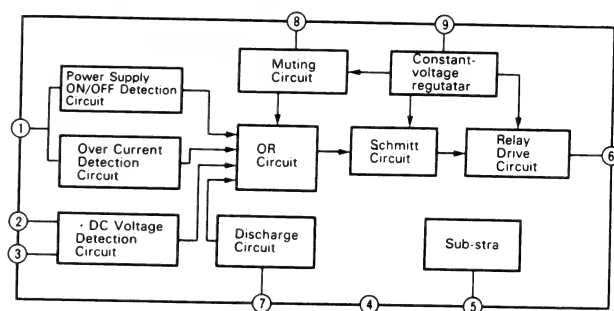 8
9
Power Supply
ON/OFF Detection
Circuit
Muting
Circuit
Constant-
voltage
regutatar
1
Over Current
Detection
Circuit
OR
Circuit
Schmitt
Circuit
Relay
Drive
Circuit
6
2
3
· DC Voltage
Detection
Circuit
Discharge
Circuit
Sub-stra
7
4
5